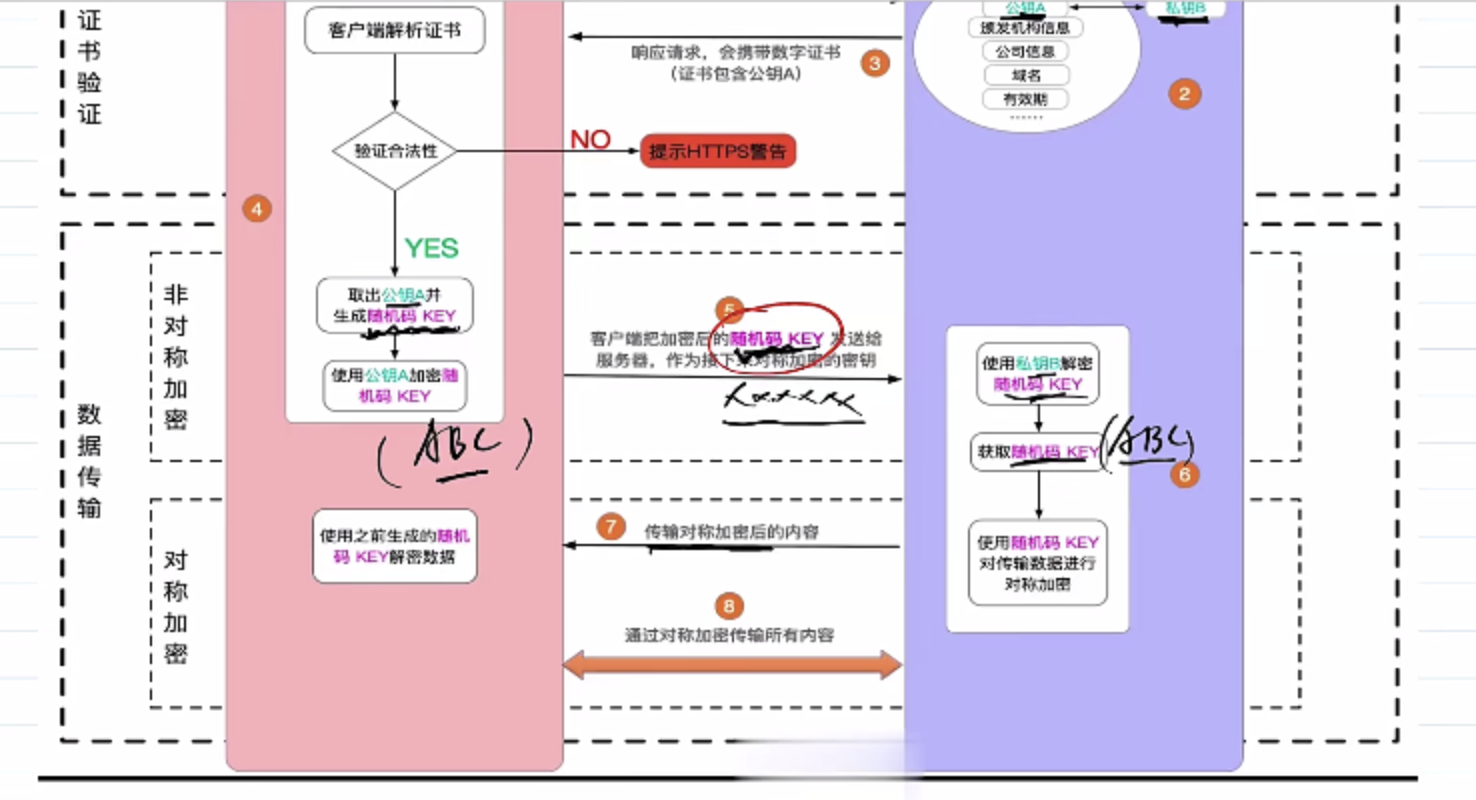 证书验证
客户端解析证书
公钥A
私钥B
颁发机构信息
公司信息
域名
有效期
......
响应请求，会携带数字证书
（证书包含公钥A）
3
2
验证合法性
NO
提示HTTPS警告
4
YES
数据传输
非对称加密
取出公钥A并
生成随机码 KEY
使用公钥A加密随
机码 KEY
(ABC)
5
客户端把加密后的随机码 KEY 发送给
服务器，作为接下来对称加密的密钥
使用私钥B解密
随机码 KEY
获取随机码 KEY
(ABC)
6
对称加密
使用之前生成的随机
码 KEY解密数据
7
传输对称加密后的内容
使用随机码 KEY
对传输数据进行
对称加密
8
通过对称加密传输所有内容